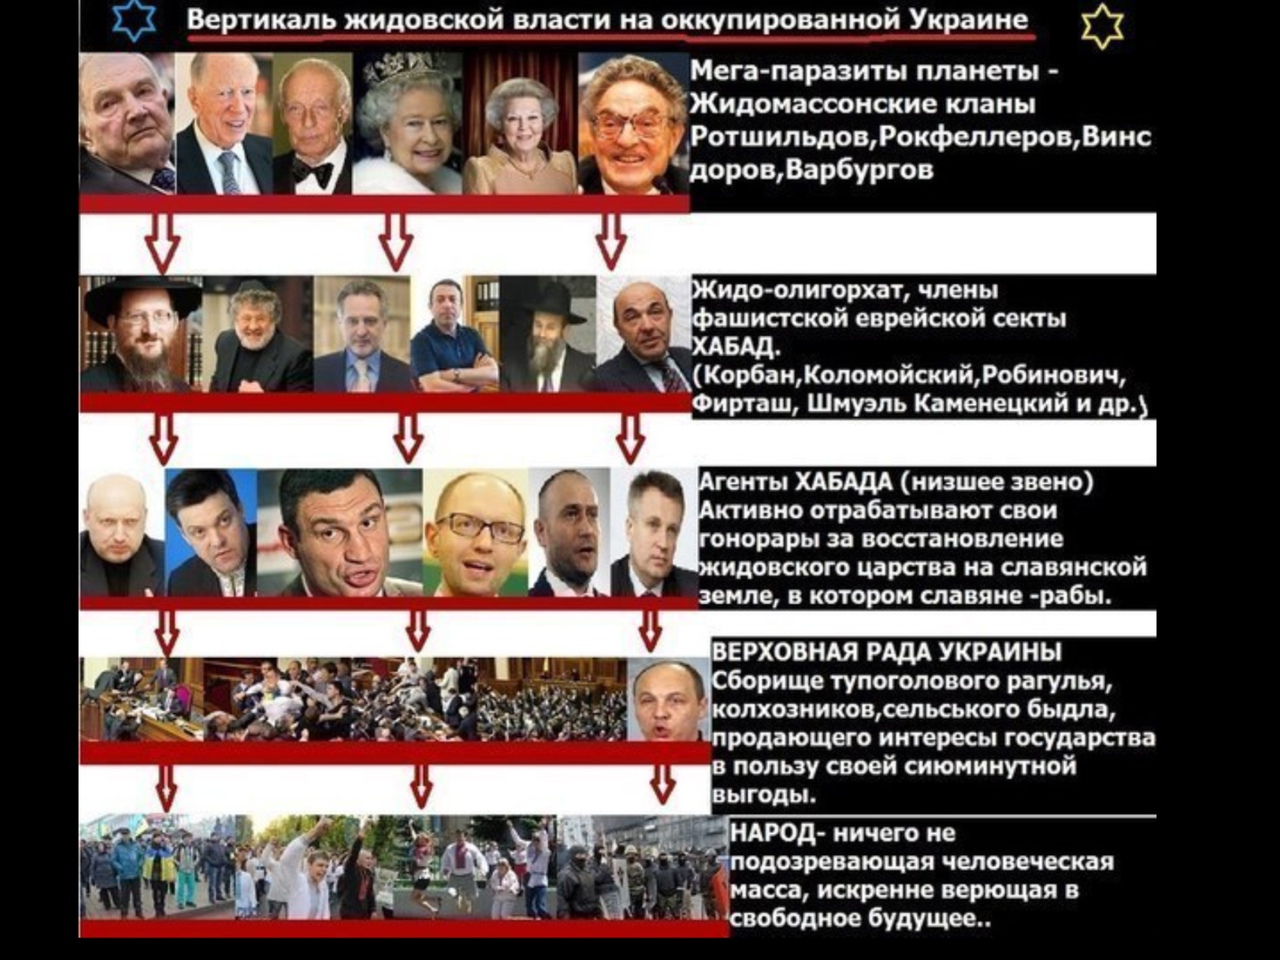 Вертикаль жидовской власти на оккупированной Украине
Мега-паразиты планеты -
Жидомассонские кланы
Ротшильдов,Рокфеллеров,Винс
доров,Варбургов
Жидо-олигорхат, члены
фашистской еврейской секты
ХАБАД.
(Корбан,Коломойский,Робинович,
Фирташ, Шмуэль Каменецкий и др.)
Агенты ХАБАДА (низшее звено)
Активно отрабатывают свои
гонорары за восстановление
жидовского царства на славянской
земле, в котором славяне -рабы.
ВЕРХОВНАЯ РАДА УКРАИНЫ
Сборище тупоголового рагулья,
колхозников,сельського быдла,
продающего интересы государства
в пользу своей сиюминутной
выгоды.
НАРОД- ничего не
подозревающая человеческая
масса, искренне верющая в
свободное будущее..